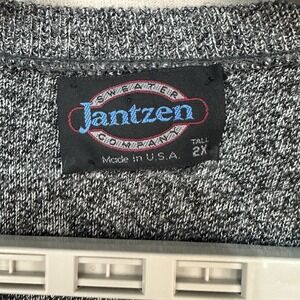 SWEATER
Jantzen
COMPANY
Made in U.S.A.
TALL
2X